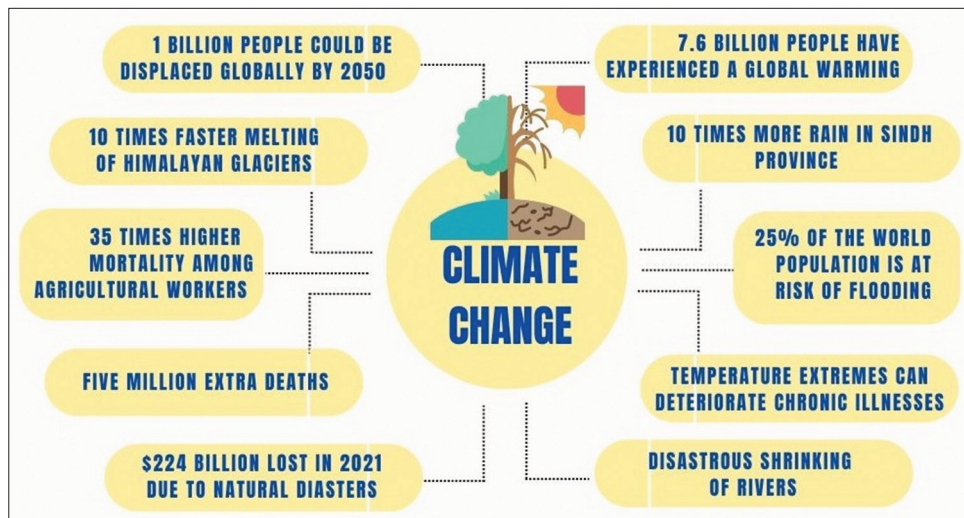 1 BILLION PEOPLE COULD BE
DISPLACED GLOBALLY BY 2050
7.6 BILLION PEOPLE HAVE
EXPERIENCED A GLOBAL WARMING
10 TIMES FASTER MELTING
OF HIMALAYAN GLACIERS
10 TIMES MORE RAIN IN SINDH
PROVINCE
35 TIMES HIGHER
MORTALITY AMONG
AGRICULTURAL WORKERS
CLIMATE
CHANGE
25% OF THE WORLD
POPULATION IS AT
RISK OF FLOODING
FIVE MILLION EXTRA DEATHS
TEMPERATURE EXTREMES CAN
DETERIORATE CHRONIC ILLNESSES
$224 BILLION LOST IN 2021
DUE TO NATURAL DIASTERS
DISASTROUS SHRINKING
OF RIVERS